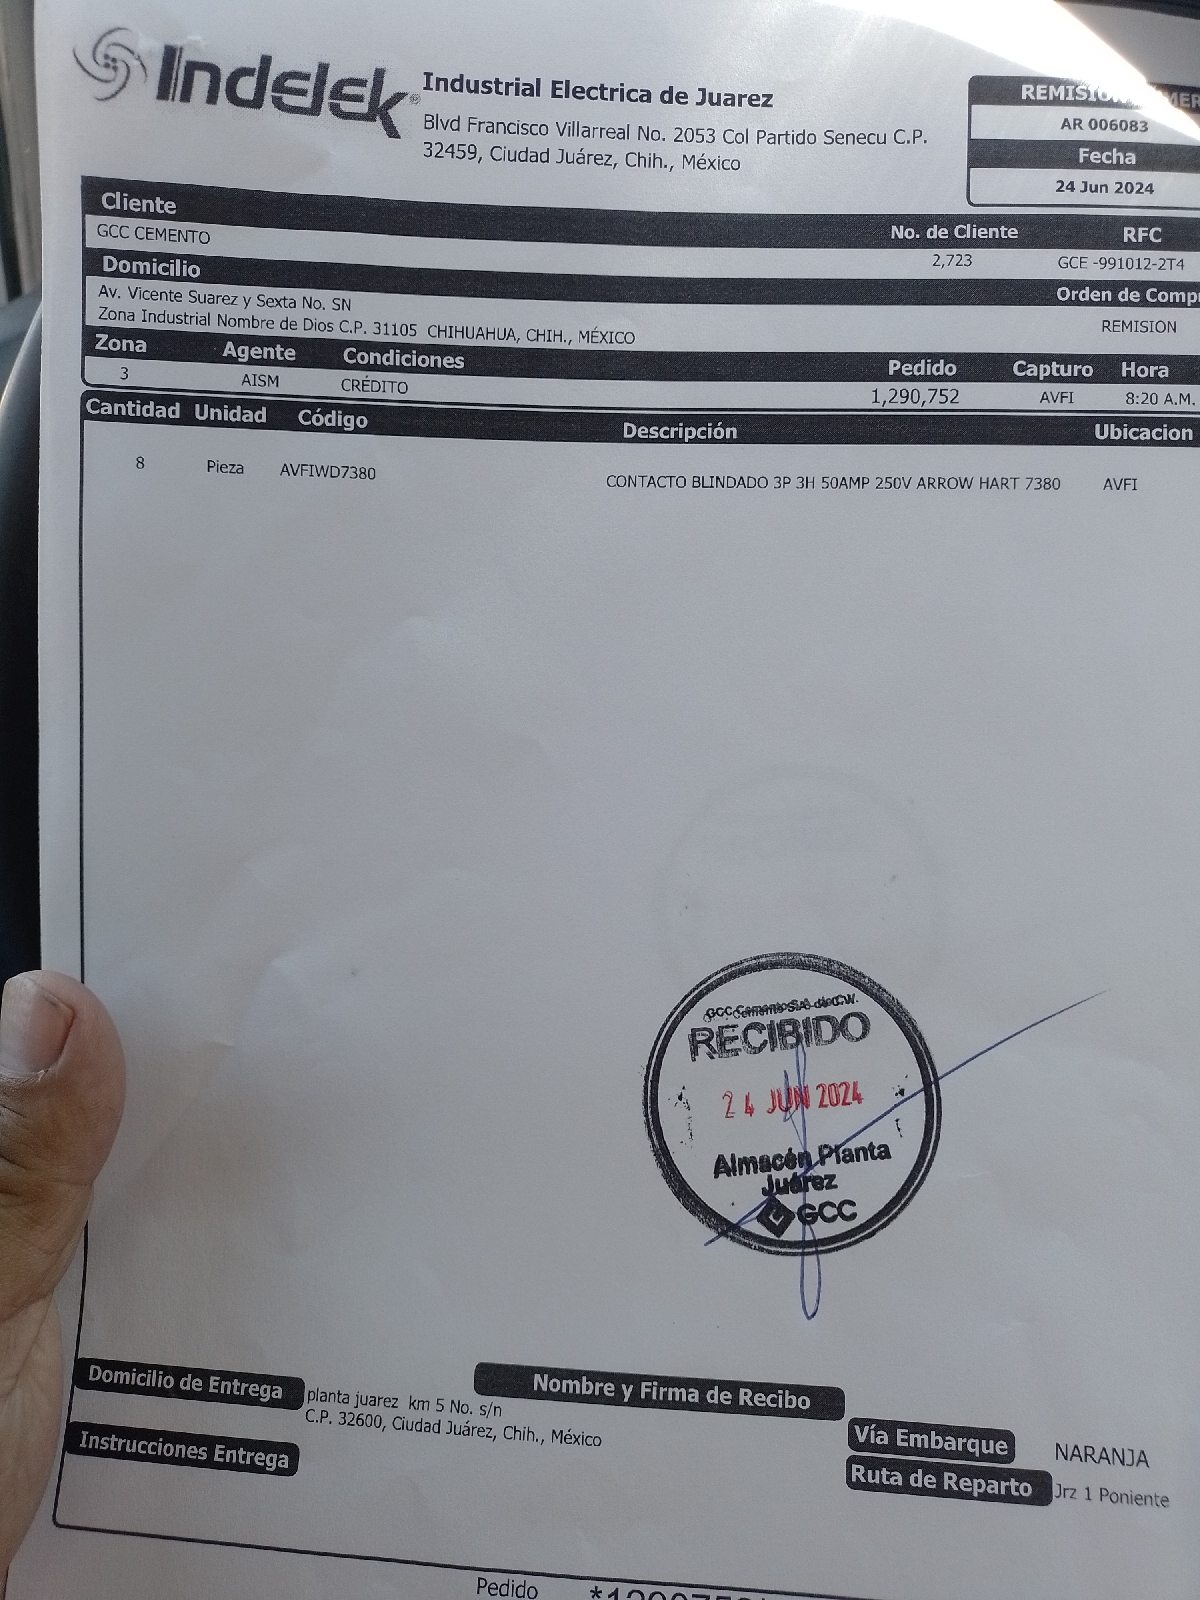 Indelek®
Industrial Electrica de Juarez
Blvd Francisco Villarreal No. 2053 Col Partido Senecu C.P.
32459, Ciudad Juárez, Chih., México
AR 006083
Fecha
24 Jun 2024
Cliente
GCC CEMENTO
No. de Cliente
2,723
RFC
GCE -991012-2T4
Domicilio
Av. Vicente Suarez y Sexta No. SN
Zona Industrial Nombre de Dios C.P. 31105 CHIHUAHUA, CHIH., MÉXICO
Orden de Comp
REMISION
Zona Agente Condiciones Pedido Capturo Hora
3 AISM CRÉDITO 1,290,752 AVFI 8:20 A.M.
Cantidad Unidad Código Descripción Ubicacion
8 Pieza AVFIWD7380 CONTACTO BLINDADO 3P 3H 50AMP 250V ARROW HART 7380 AVFI
GCC Cemento S.A. de C.V.
RECIBIDO
24 JUN 2024
Almacén Planta
Juárez
GCC
Domicilio de Entrega
planta juarez km 5 No. s/n
C.P. 32600, Ciudad Juárez, Chih., México
Nombre y Firma de Recibo
Instrucciones Entrega
Vía Embarque NARANJA
Ruta de Reparto Jrz 1 Poniente
Pedido